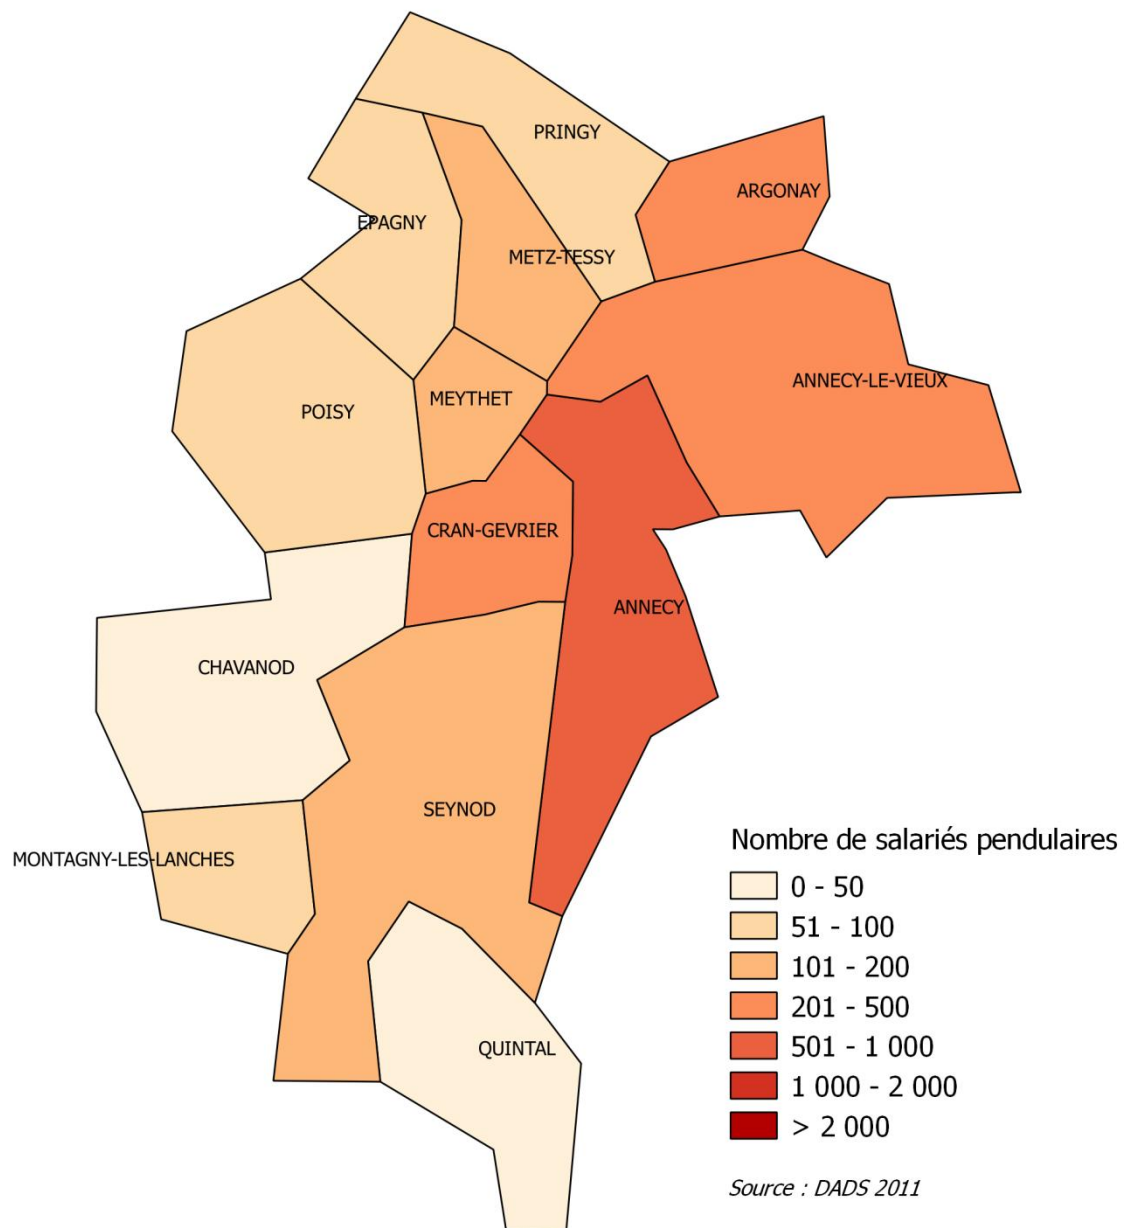 PRINGY
ARGONAY
EPAGNY
METZ-TESSY
ANNECY-LE-VIEUX
MEYTHET
POISY
CRAN-GEVRIER
ANNECY
CHAVANOD
SEYNOD
MONTAGNY-LES-LANCHES
QUINTAL
Nombre de salariés pendulaires
0 - 50
51 - 100
101 - 200
201 - 500
501 - 1 000
1 000 - 2 000
> 2 000
Source : DADS 2011